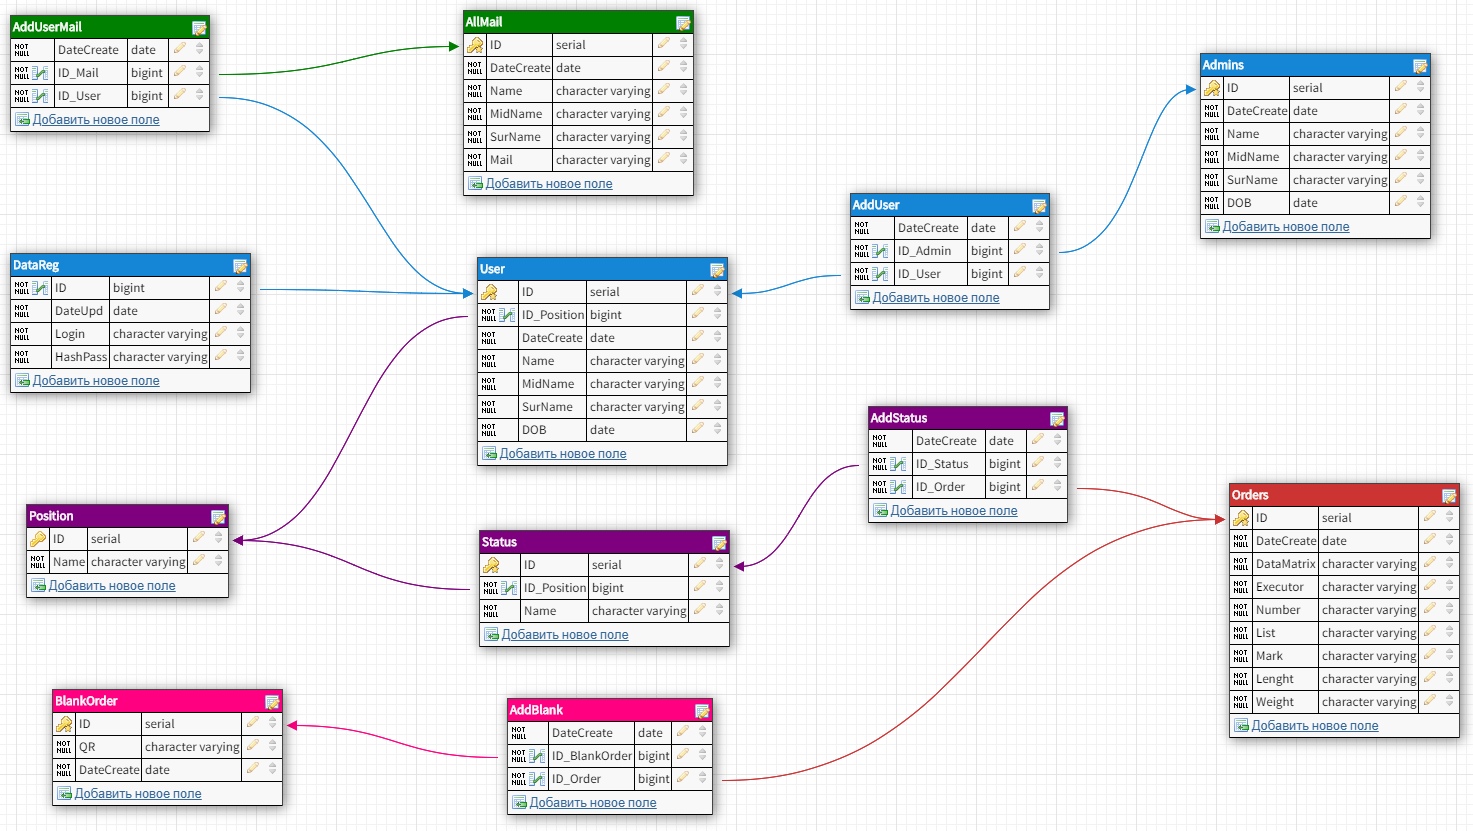 AddUserMail
NOT NULL DateCreate date
NOT NULL ID_Mail bigint
NOT NULL ID_User bigint
Добавить новое поле
AllMail
ID serial
NOT NULL DateCreate date
NOT NULL Name character varying
NOT NULL MidName character varying
NOT NULL SurName character varying
NOT NULL Mail character varying
Добавить новое поле
Admins
ID serial
NOT NULL DateCreate date
NOT NULL Name character varying
NOT NULL MidName character varying
NOT NULL SurName character varying
NOT NULL DOB date
Добавить новое поле
AddUser
NOT NULL DateCreate date
NOT NULL ID_Admin bigint
NOT NULL ID_User bigint
Добавить новое поле
DataReg
NOT NULL ID bigint
NOT NULL DateUpd date
NOT NULL Login character varying
NOT NULL HashPass character varying
Добавить новое поле
User
ID serial
NOT NULL ID_Position bigint
NOT NULL DateCreate date
NOT NULL Name character varying
NOT NULL MidName character varying
NOT NULL SurName character varying
NOT NULL DOB date
Добавить новое поле
AddStatus
NOT NULL DateCreate date
NOT NULL ID_Status bigint
NOT NULL ID_Order bigint
Добавить новое поле
Orders
ID serial
NOT NULL DateCreate date
NOT NULL DataMatrix character varying
NOT NULL Executor character varying
NOT NULL Number character varying
NOT NULL List character varying
NOT NULL Mark character varying
NOT NULL Lenght character varying
NOT NULL Weight character varying
Добавить новое поле
Position
ID serial
NOT NULL Name character varying
Добавить новое поле
Status
ID serial
NOT NULL ID_Position bigint
NOT NULL Name character varying
Добавить новое поле
BlankOrder
ID serial
NOT NULL QR character varying
NOT NULL DateCreate date
Добавить новое поле
AddBlank
NOT NULL DateCreate date
NOT NULL ID_BlankOrder bigint
NOT NULL ID_Order bigint
Добавить новое поле